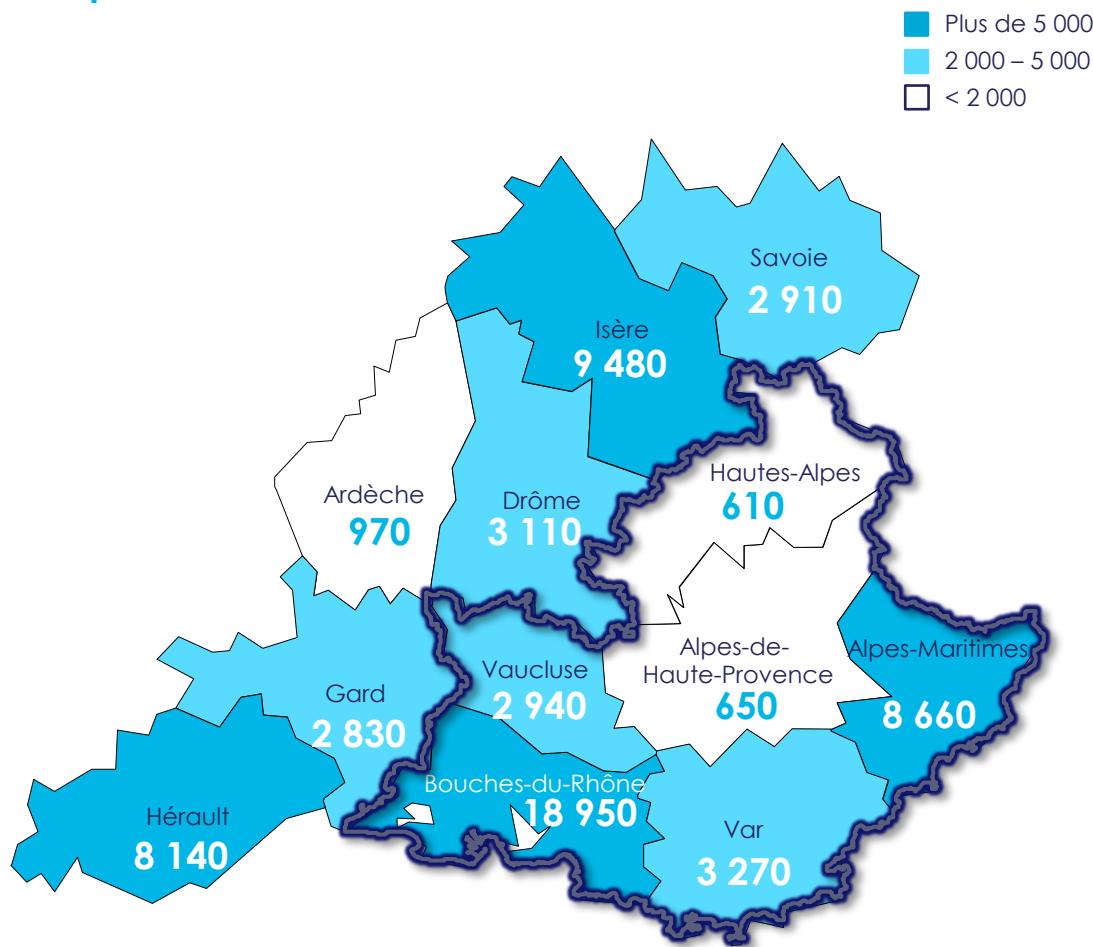 Plus de 5 000
2 000 – 5 000
< 2 000
Savoie
2 910
Isère
9 480
Hautes-Alpes
610
Ardèche
970
Drôme
3 110
Alpes-de-
Haute-Provence
650
Alpes-Maritimes
8 660
Vaucluse
2 940
Gard
2 830
Bouches-du-Rhône
18 950
Hérault
8 140
Var
3 270